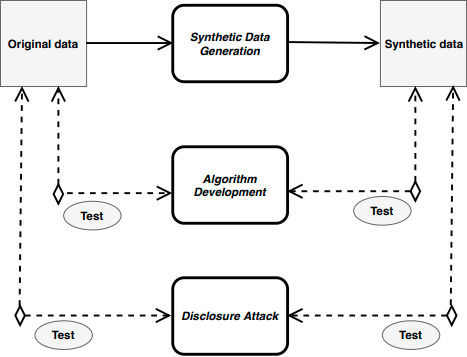 Original data
Synthetic Data
Generation
Synthetic data
Algorithm
Development
Test
Test
Disclosure Attack
Test
Test